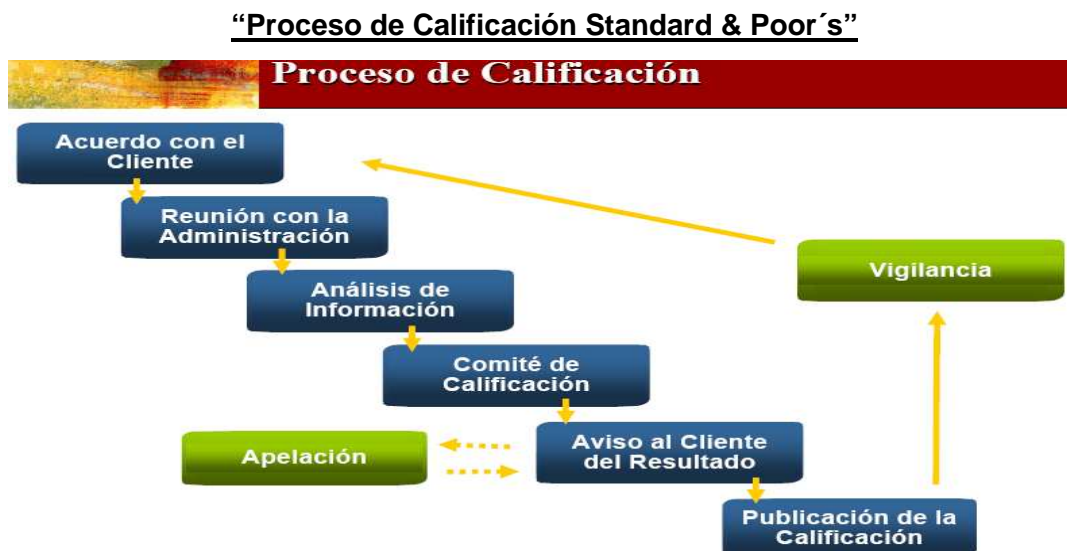 “Proceso de Calificación Standard & Poor´s”
Proceso de Calificación
Acuerdo con el
Cliente
Reunión con la
Administración
Vigilancia
Análisis de
Información
Comité de
Calificación
Apelación
Aviso al Cliente
del Resultado
Publicación de la
Calificación